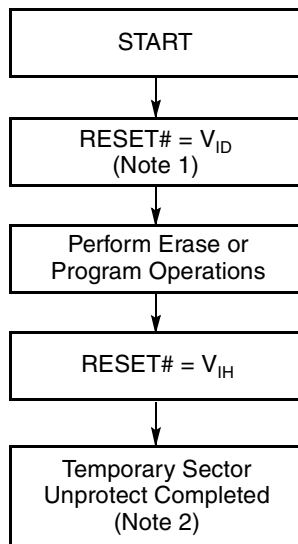 START
RESET# = VID
(Note 1)
Perform Erase or
Program Operations
RESET# = VIH
Temporary Sector
Unprotect Completed
(Note 2)